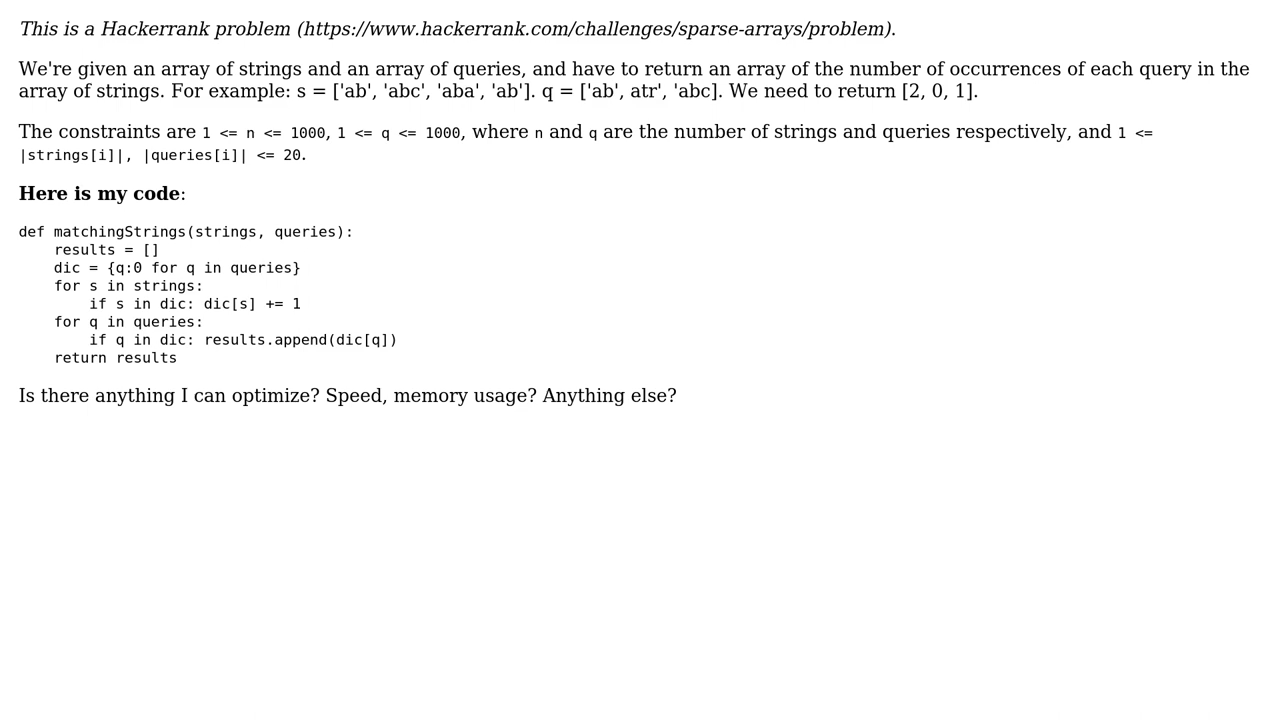 This is a Hackerrank problem (https://www.hackerrank.com/challenges/sparse-arrays/problem).
We're given an array of strings and an array of queries, and have to return an array of the number of occurrences of each query in the
array of strings. For example: s = ['ab', 'abc', 'aba', 'ab']. q = ['ab', atr', 'abc]. We need to return [2, 0, 1].
The constraints are 1 <= n <= 1000, 1 <= q <= 1000, where n and q are the number of strings and queries respectively, and 1 <=
|strings[i]|, |queries[i]| <= 20.
Here is my code:
def matchingStrings(strings, queries):
    results = []
    dic = {q:0 for q in queries}
    for s in strings:
        if s in dic: dic[s] += 1
    for q in queries:
        if q in dic: results.append(dic[q])
    return results
Is there anything I can optimize? Speed, memory usage? Anything else?